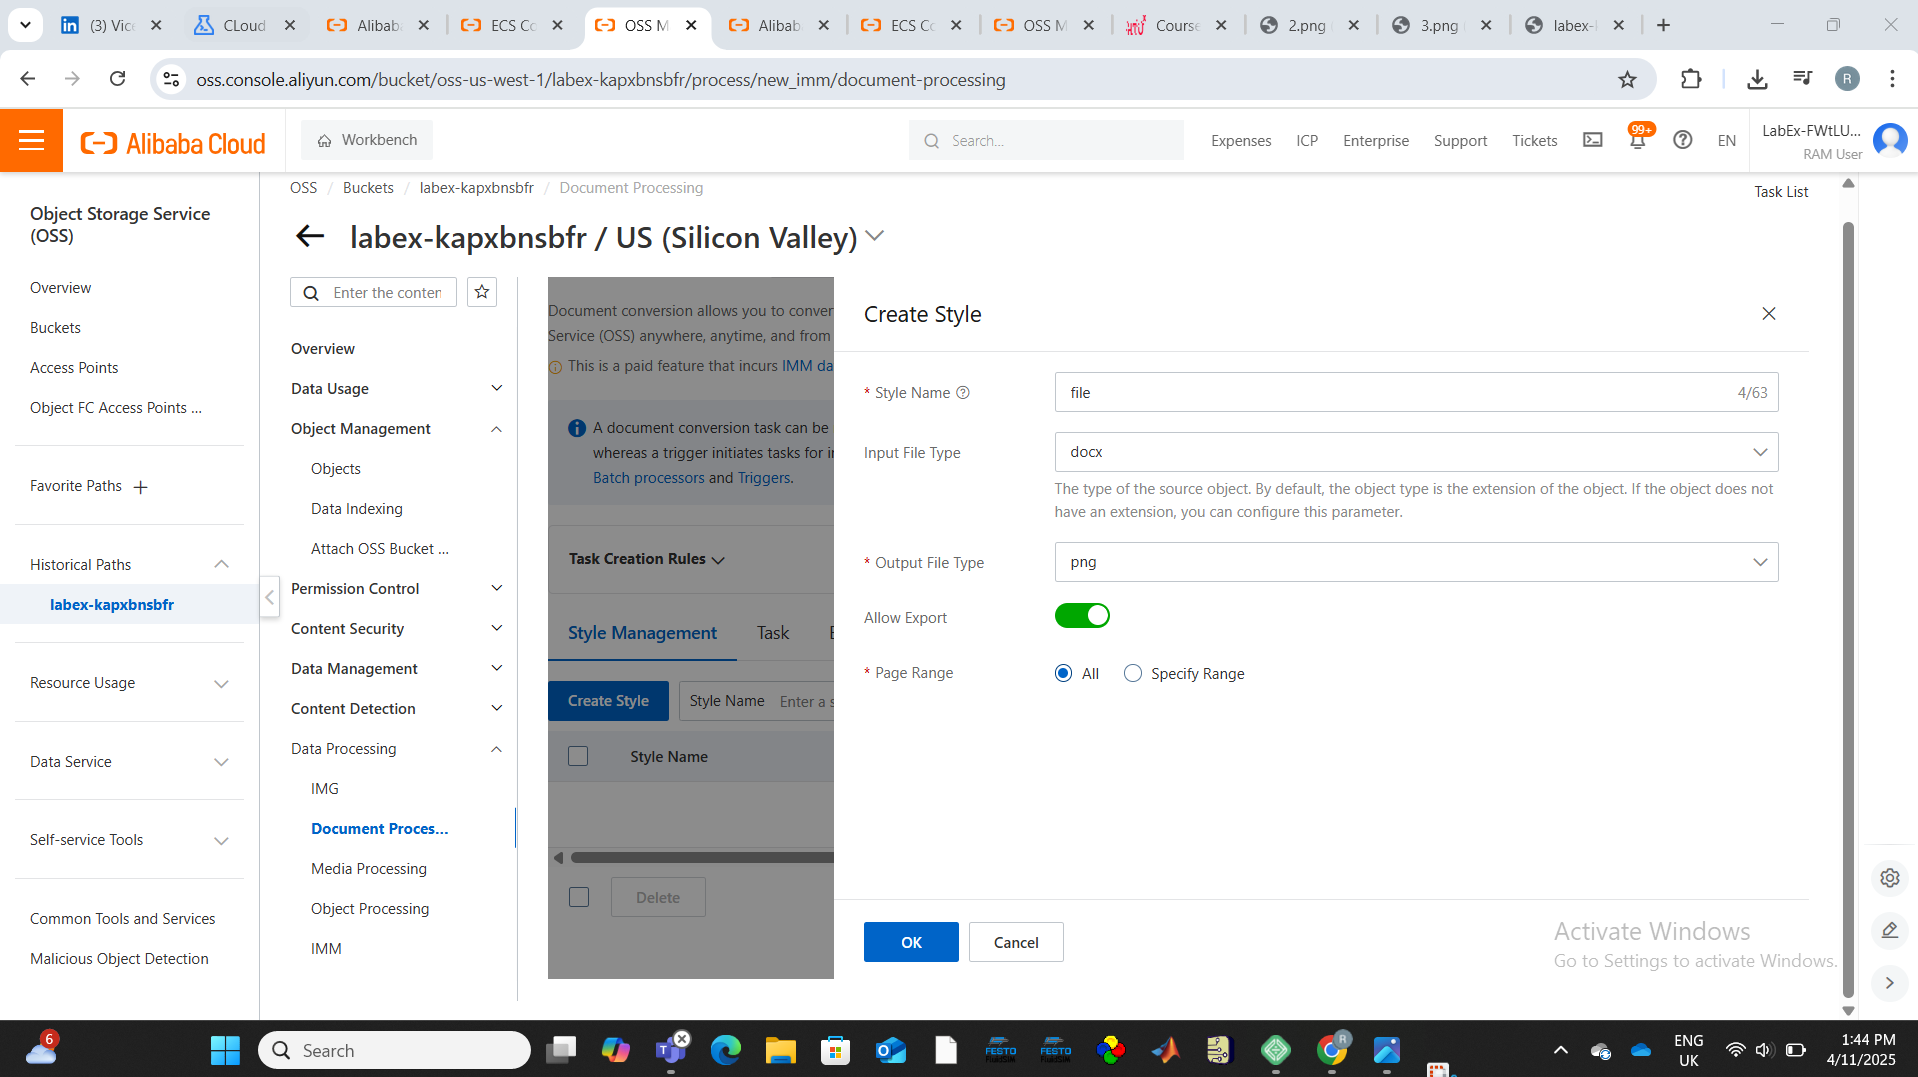 (3) Vice
CLoud
Alibaba
ECS Co
OSS M
Alibab
ECS Co
OSS M
Course
2.png
3.png
labex-
oss.console.aliyun.com/bucket/oss-us-west-1/labex-kapxbnsbfr/process/new_imm/document-processing
R
Alibaba Cloud
Workbench
Search...
Expenses
ICP
Enterprise
Support
Tickets
99+
EN
LabEx-FWtLU...
RAM User
Object Storage Service
(OSS)
Overview
Buckets
Access Points
Object FC Access Points ...
Favorite Paths
Historical Paths
labex-kapxbnsbfr
Resource Usage
Data Service
Self-service Tools
Common Tools and Services
Malicious Object Detection
OSS / Buckets / labex-kapxbnsbfr / Document Processing
Task List
labex-kapxbnsbfr / US (Silicon Valley)
Enter the conten
Overview
Data Usage
Object Management
Objects
Data Indexing
Attach OSS Bucket ...
Permission Control
Content Security
Data Management
Content Detection
Data Processing
IMG
Document Proces...
Media Processing
Object Processing
IMM
Document conversion allows you to conver
Service (OSS) anywhere, anytime, and from
This is a paid feature that incurs IMM da
A document conversion task can be
whereas a trigger initiates tasks for in
Batch processors and Triggers.
Task Creation Rules
Style Management
Task
Create Style
Style Name
Enter a s
Style Name
Delete
Create Style
* Style Name
file
4/63
Input File Type
docx
The type of the source object. By default, the object type is the extension of the object. If the object does not
have an extension, you can configure this parameter.
* Output File Type
png
Allow Export
* Page Range
All
Specify Range
OK
Cancel
Activate Windows
Go to Settings to activate Windows.
6
Search
FESTO
FESTO
R
ENG
UK
1:44 PM
4/11/2025